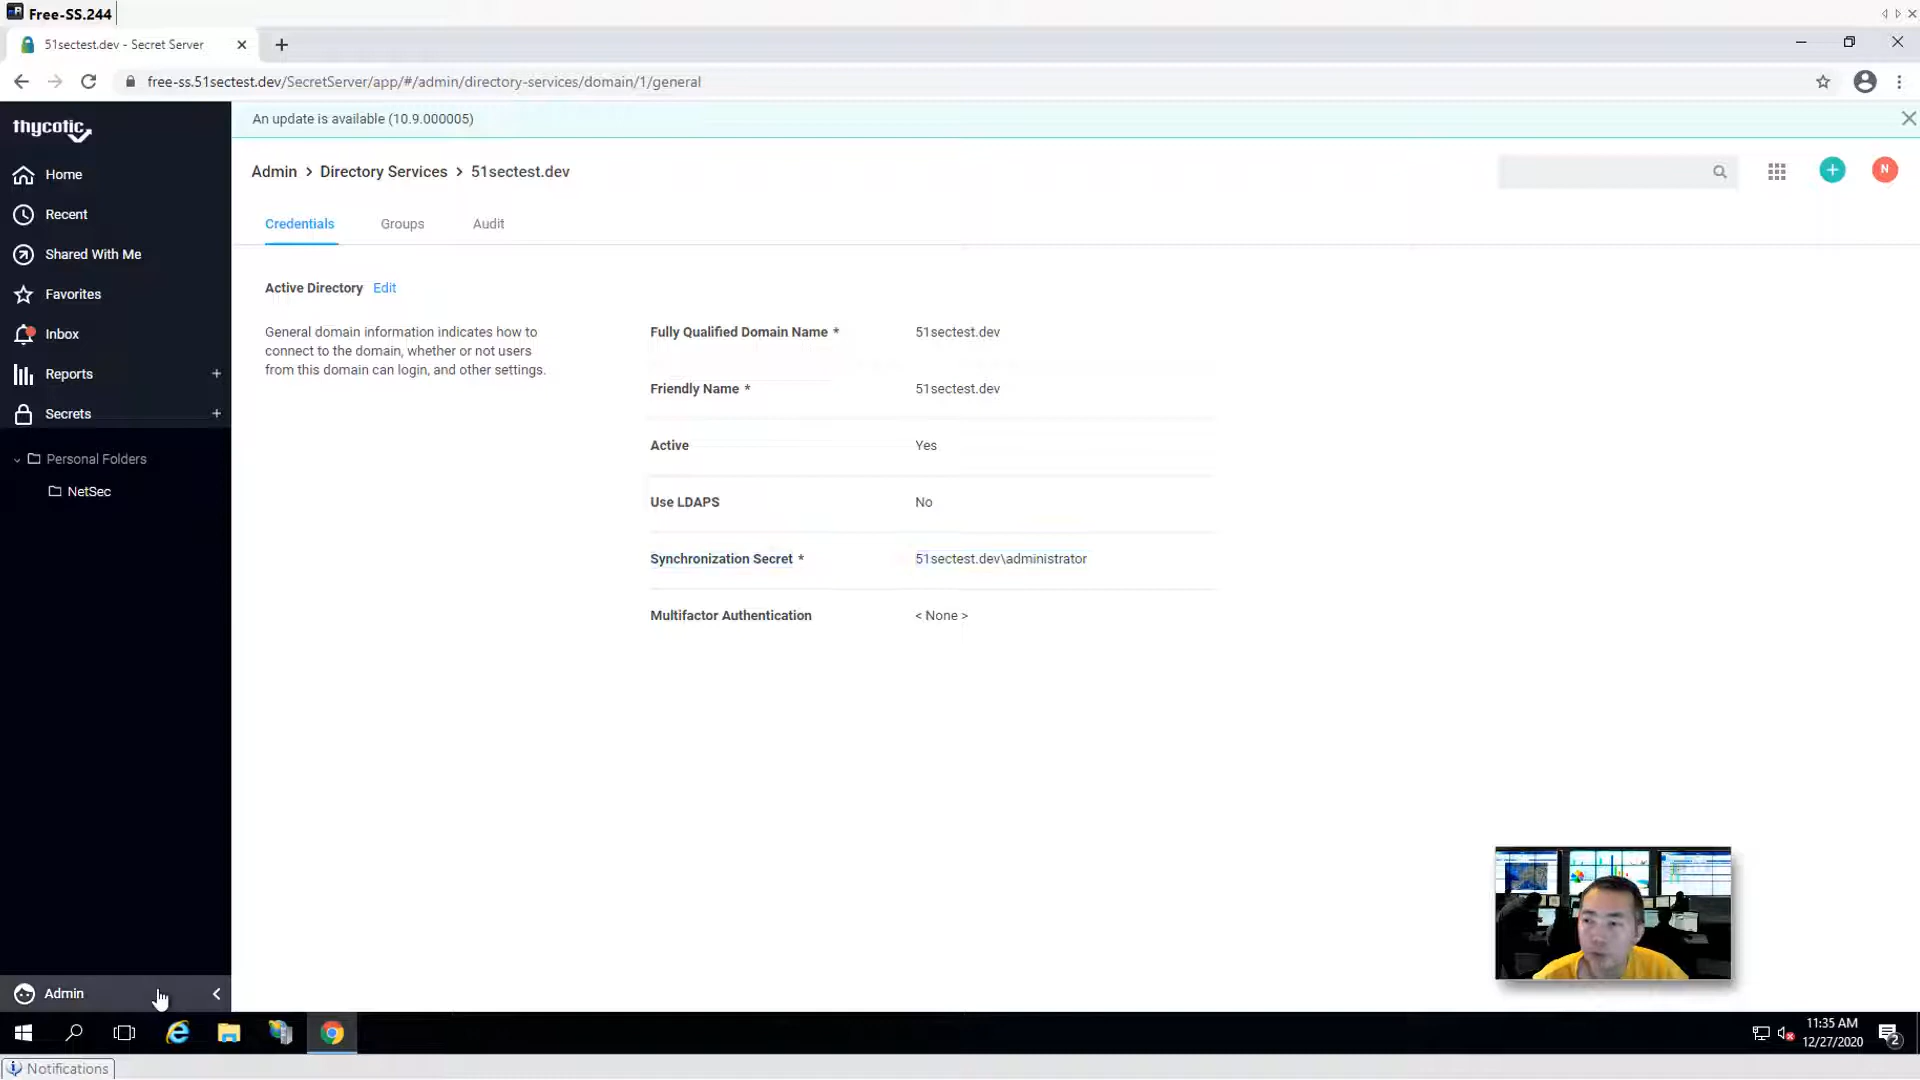 Free-SS.244
51sectest.dev - Secret Server
free-ss.51sectest.dev/SecretServer/app/#/admin/directory-services/domain/1/general
thycotic
An update is available (10.9.000005)
Home
Admin > Directory Services > 51sectest.dev
N
Recent
Credentials
Groups
Audit
Shared With Me
Favorites
Active Directory Edit
Inbox
General domain information indicates how to
connect to the domain, whether or not users
from this domain can login, and other settings.
Fully Qualified Domain Name *
51sectest.dev
Reports
Friendly Name *
51sectest.dev
Secrets
Active
Yes
Personal Folders
NetSec
Use LDAPS
No
Synchronization Secret *
51sectest.dev\administrator
Multifactor Authentication
< None >
Admin
11:35 AM
12/27/2020
2
Notifications